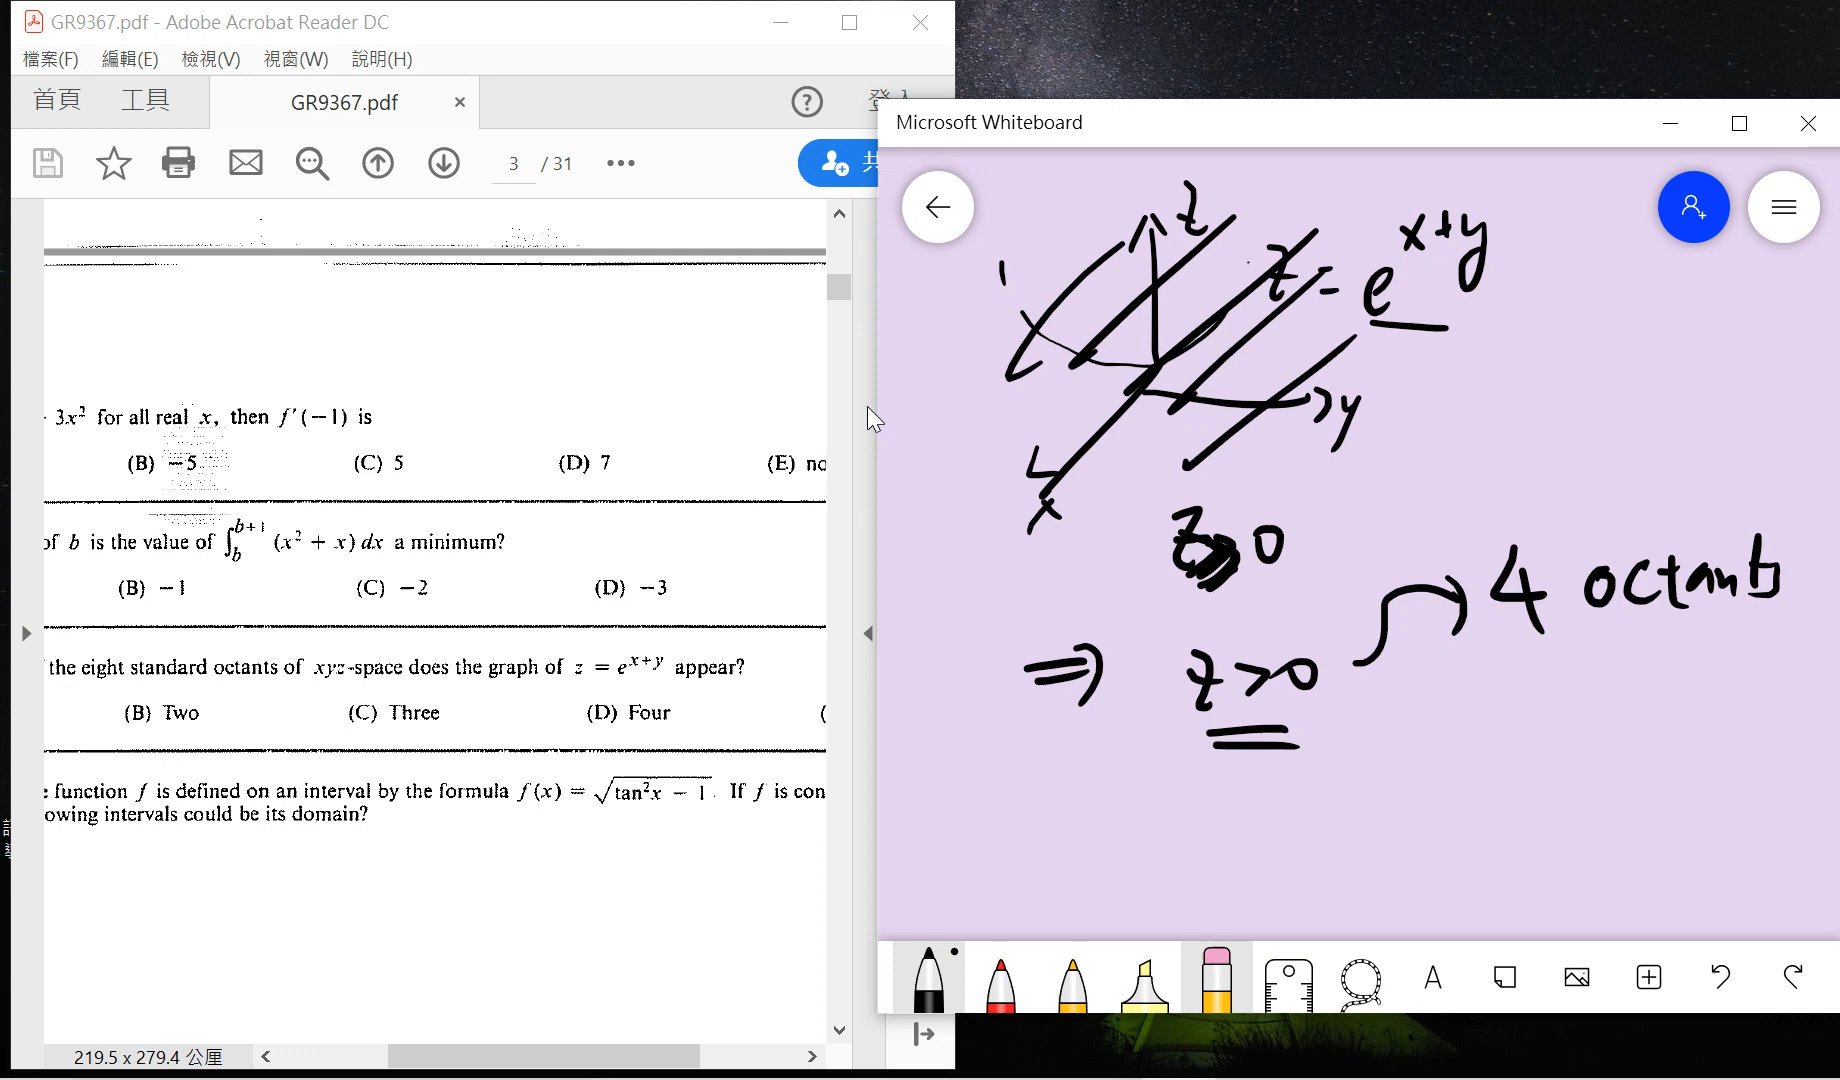 GR9367.pdf - Adobe Acrobat Reader DC
檔案(F) 編輯(E) 檢視(V) 視窗(W) 說明(H)
首頁 工具 GR9367.pdf × ?
3 / 31 •••
3x² for all real x, then f′(−1) is
(B) −5 (C) 5 (D) 7 (E) no
of b is the value of ∫_b^{b+1} (x² + x) dx a minimum?
(B) −1 (C) −2 (D) −3
the eight standard octants of xyz-space does the graph of z = e^{x+y} appear?
(B) Two (C) Three (D) Four (
function f is defined on an interval by the formula f(x) = √(tan²x − 1). If f is con
owing intervals could be its domain?
219.5 x 279.4 公厘
Microsoft Whiteboard
z
z = e^{x+y}
y
x
z 0
⇒ z > 0 → 4 octants
A